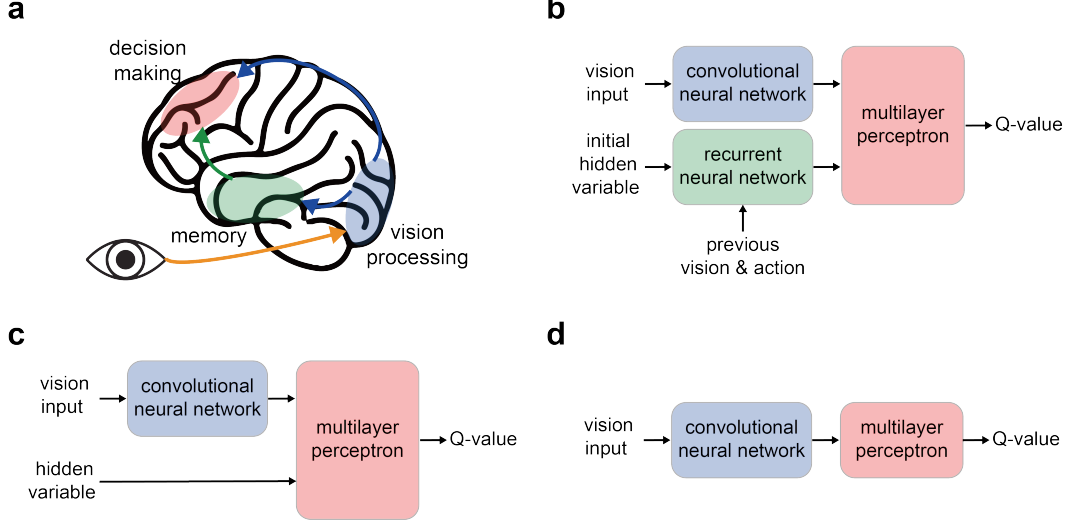 a
decision
making
memory
vision
processing
b
vision
input
convolutional
neural network
initial
hidden
variable
recurrent
neural network
previous
vision & action
multilayer
perceptron
Q-value
c
vision
input
convolutional
neural network
hidden
variable
multilayer
perceptron
Q-value
d
vision
input
convolutional
neural network
multilayer
perceptron
Q-value